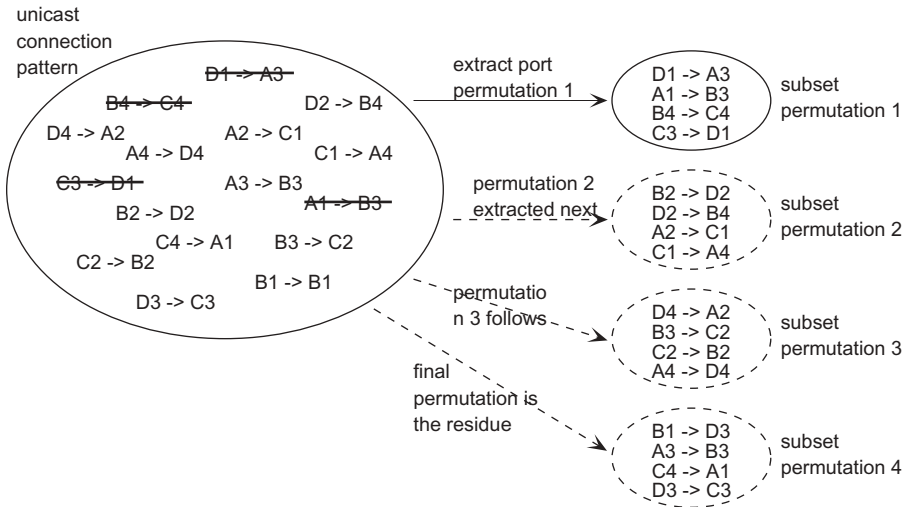 unicast
connection
pattern
D1 -> A3
B4 -> C4
D2 -> B4
D4 -> A2
A2 -> C1
A4 -> D4
C1 -> A4
C3 -> D1
A3 -> B3
A1 -> B3
B2 -> D2
C4 -> A1
B3 -> C2
C2 -> B2
B1 -> B1
D3 -> C3
extract port
permutation 1
D1 -> A3
A1 -> B3
B4 -> C4
C3 -> D1
subset
permutation 1
permutation 2
extracted next
B2 -> D2
D2 -> B4
A2 -> C1
C1 -> A4
subset
permutation 2
permutatio
n 3 follows
D4 -> A2
B3 -> C2
C2 -> B2
A4 -> D4
subset
permutation 3
final
permutation is
the residue
B1 -> D3
A3 -> B3
C4 -> A1
D3 -> C3
subset
permutation 4